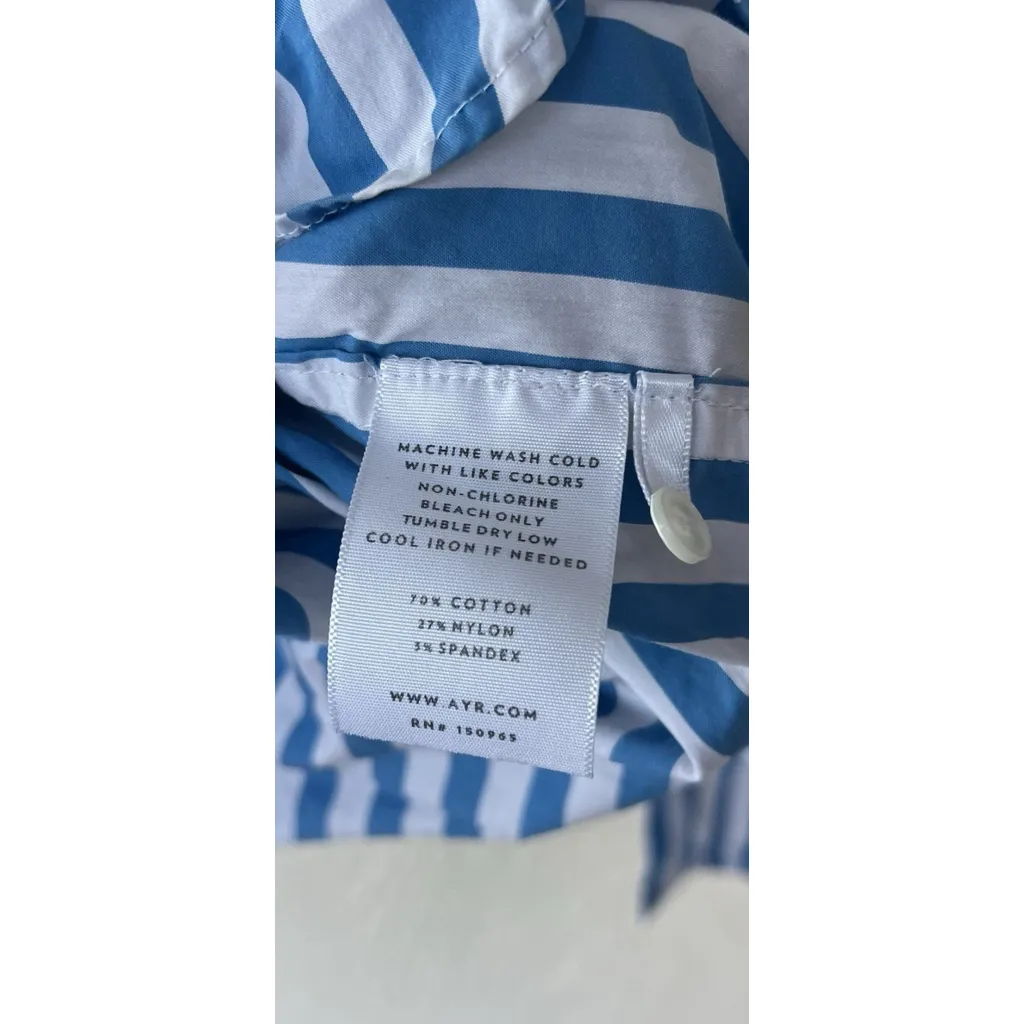 MACHINE WASH COLD
WITH LIKE COLORS
NON-CHLORINE
BLEACH ONLY
TUMBLE DRY LOW
COOL IRON IF NEEDED
70% COTTON
27% NYLON
3% SPANDEX
WWW AYR.COM
RN# 150965